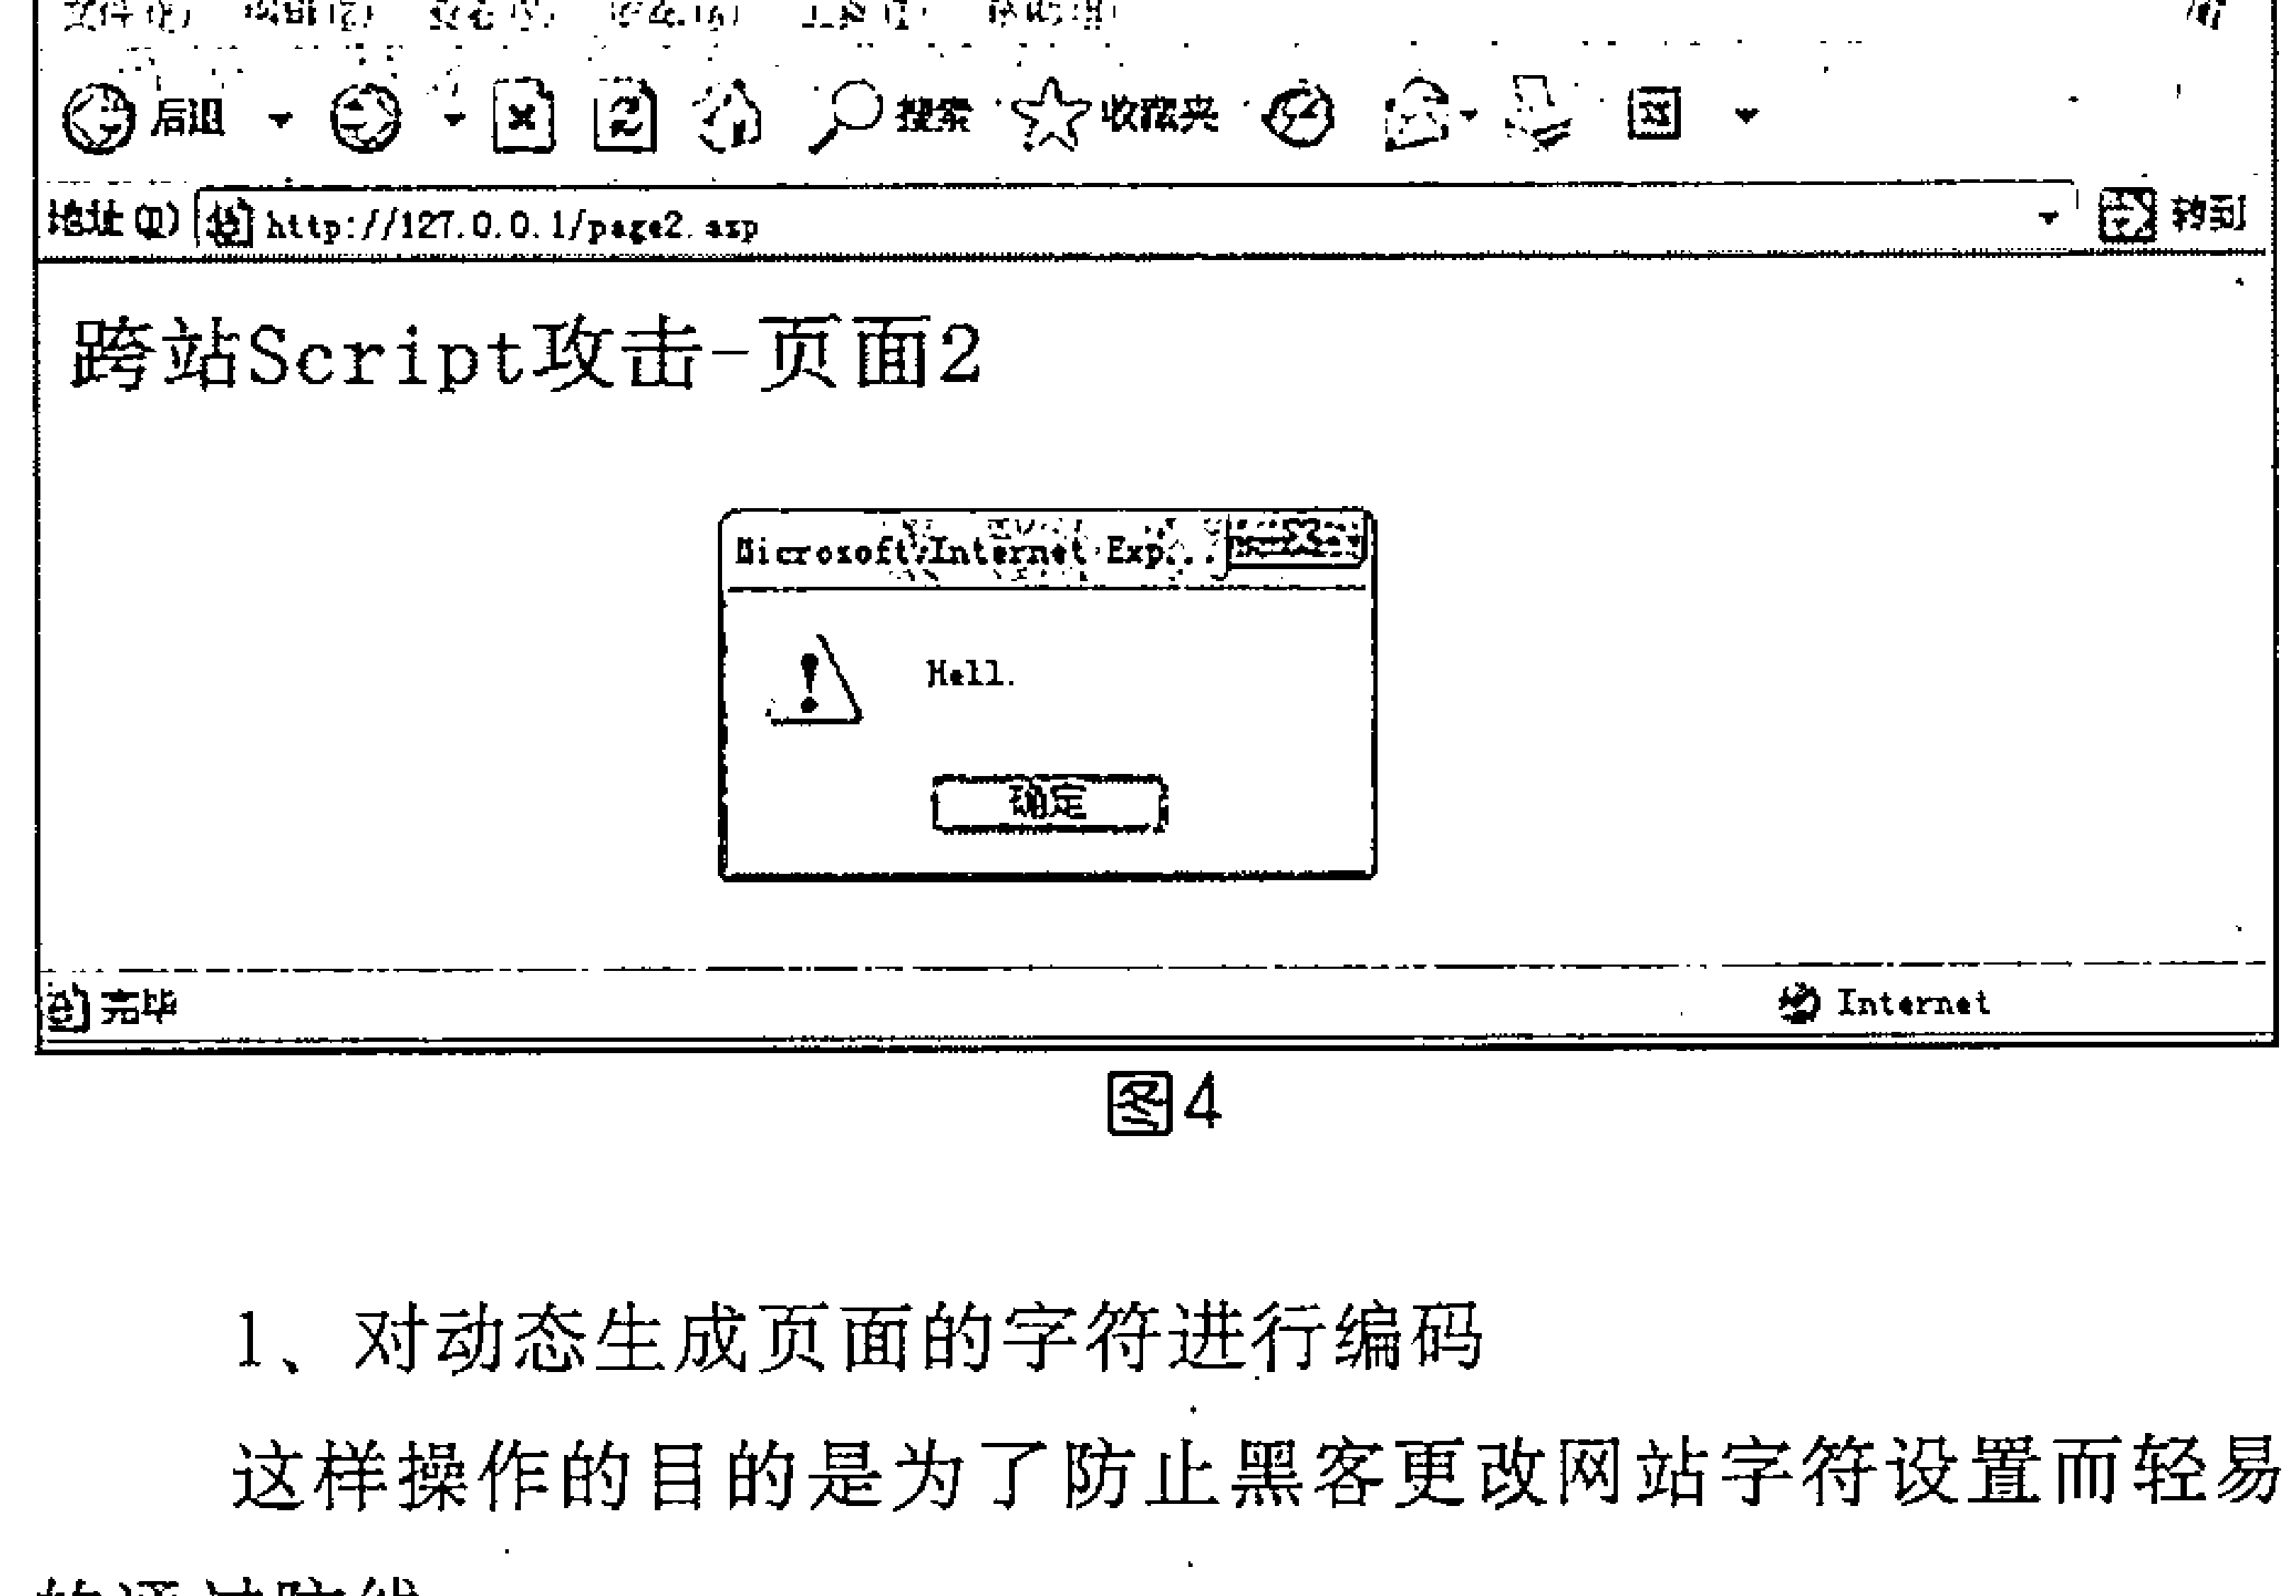 后退 搜索 收藏夹
地址(D) http://127.0.0.1/page2.asp 转到
跨站Script攻击-页面2
Microsoft Internet Exp..
Hell.
确定
完毕 Internet
图4
1、对动态生成页面的字符进行编码
这样操作的目的是为了防止黑客更改网站字符设置而轻易